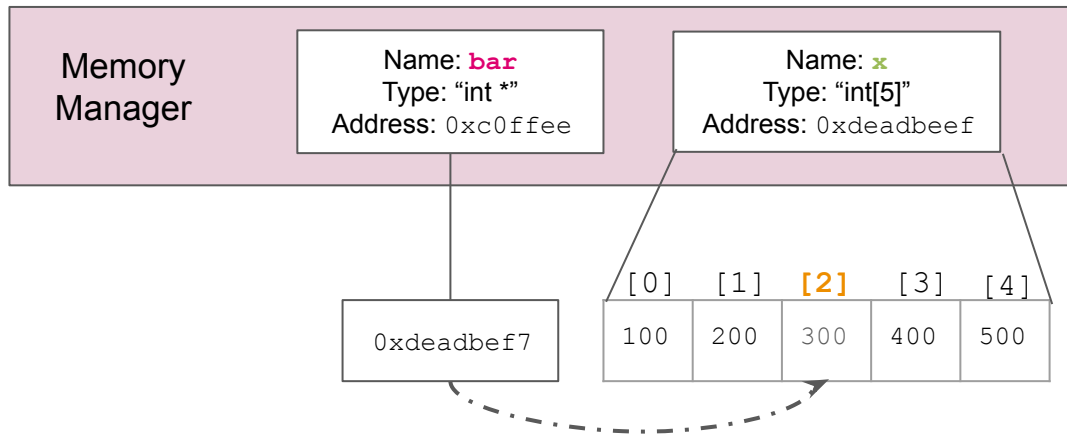 Memory
Manager
Name: bar
Type: “int *”
Address: 0xc0ffee
Name: x
Type: “int[5]”
Address: 0xdeadbeef
0xdeadbef7
[0] [1] [2] [3] [4]
100 200 300 400 500